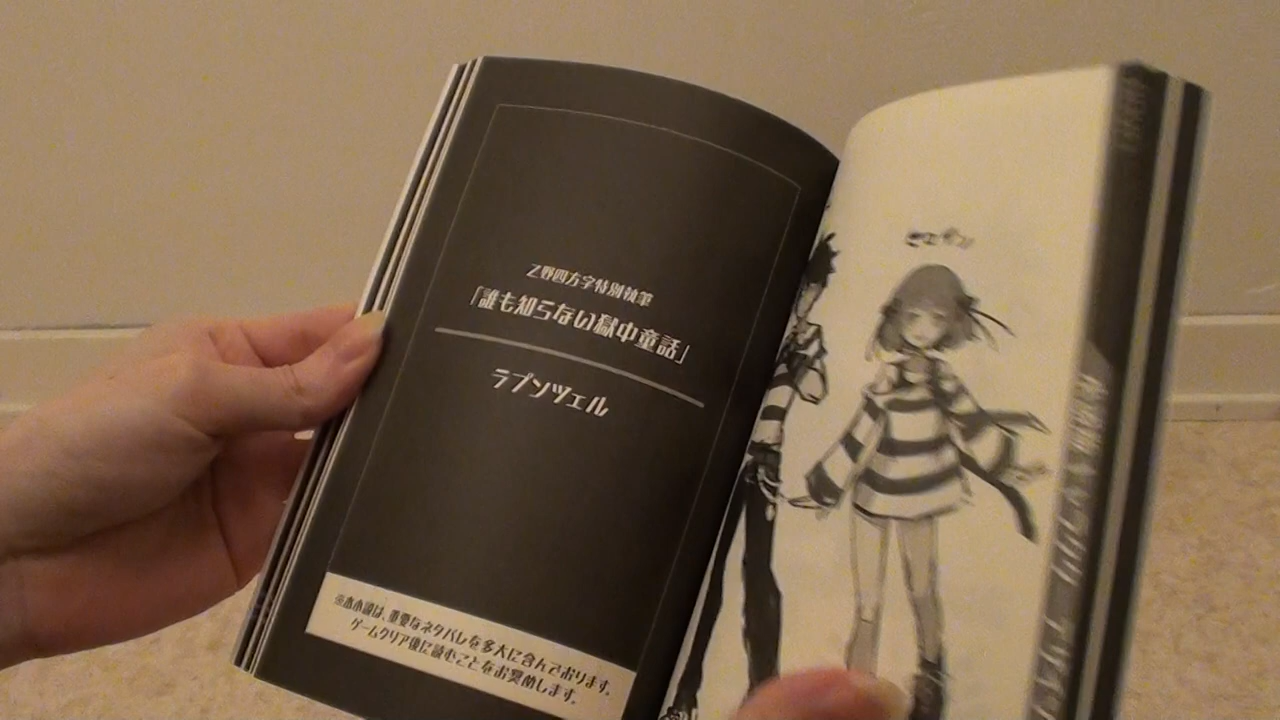 乙野四方字特別執筆
「誰も知らない獄中童話」
ラプンツェル
※本小説は、重要なネタバレを多大に含んでおります。
ゲームクリア後に読むことをお奨めします。